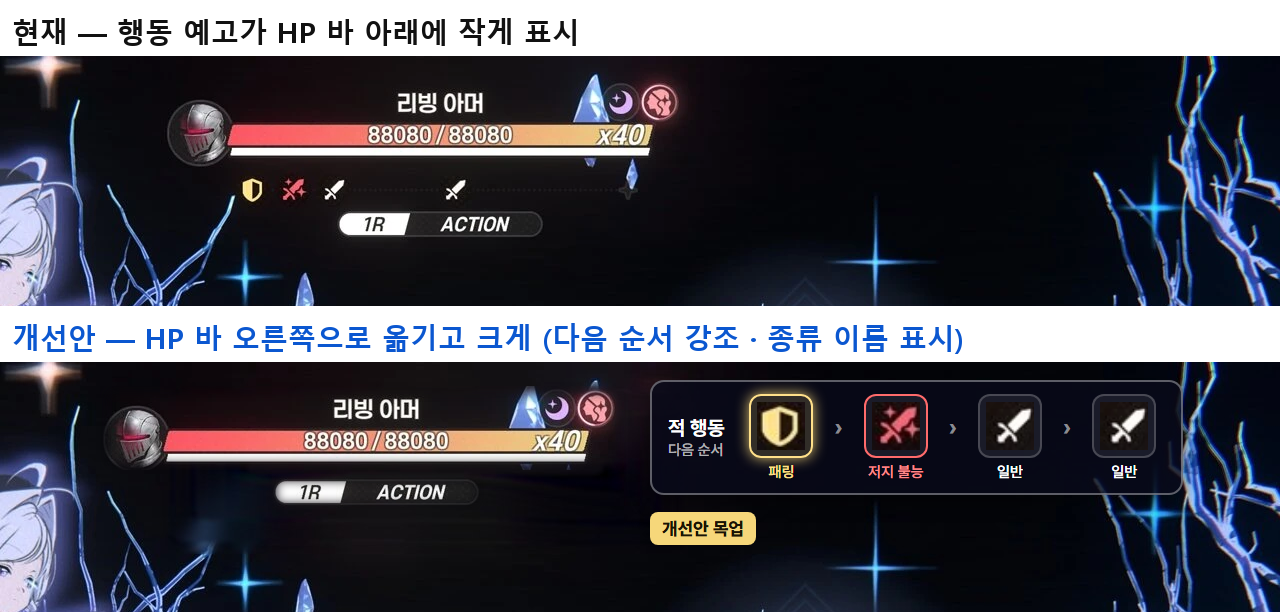 현재 — 행동 예고가 HP 바 아래에 작게 표시
리빙 아머
88080 / 88080
x40
1R ACTION
개선안 — HP 바 오른쪽으로 옮기고 크게 (다음 순서 강조 · 종류 이름 표시)
리빙 아머
88080 / 88080
x40
1R ACTION
적 행동
다음 순서
패링 › 저지 불능 › 일반 › 일반
개선안 목업